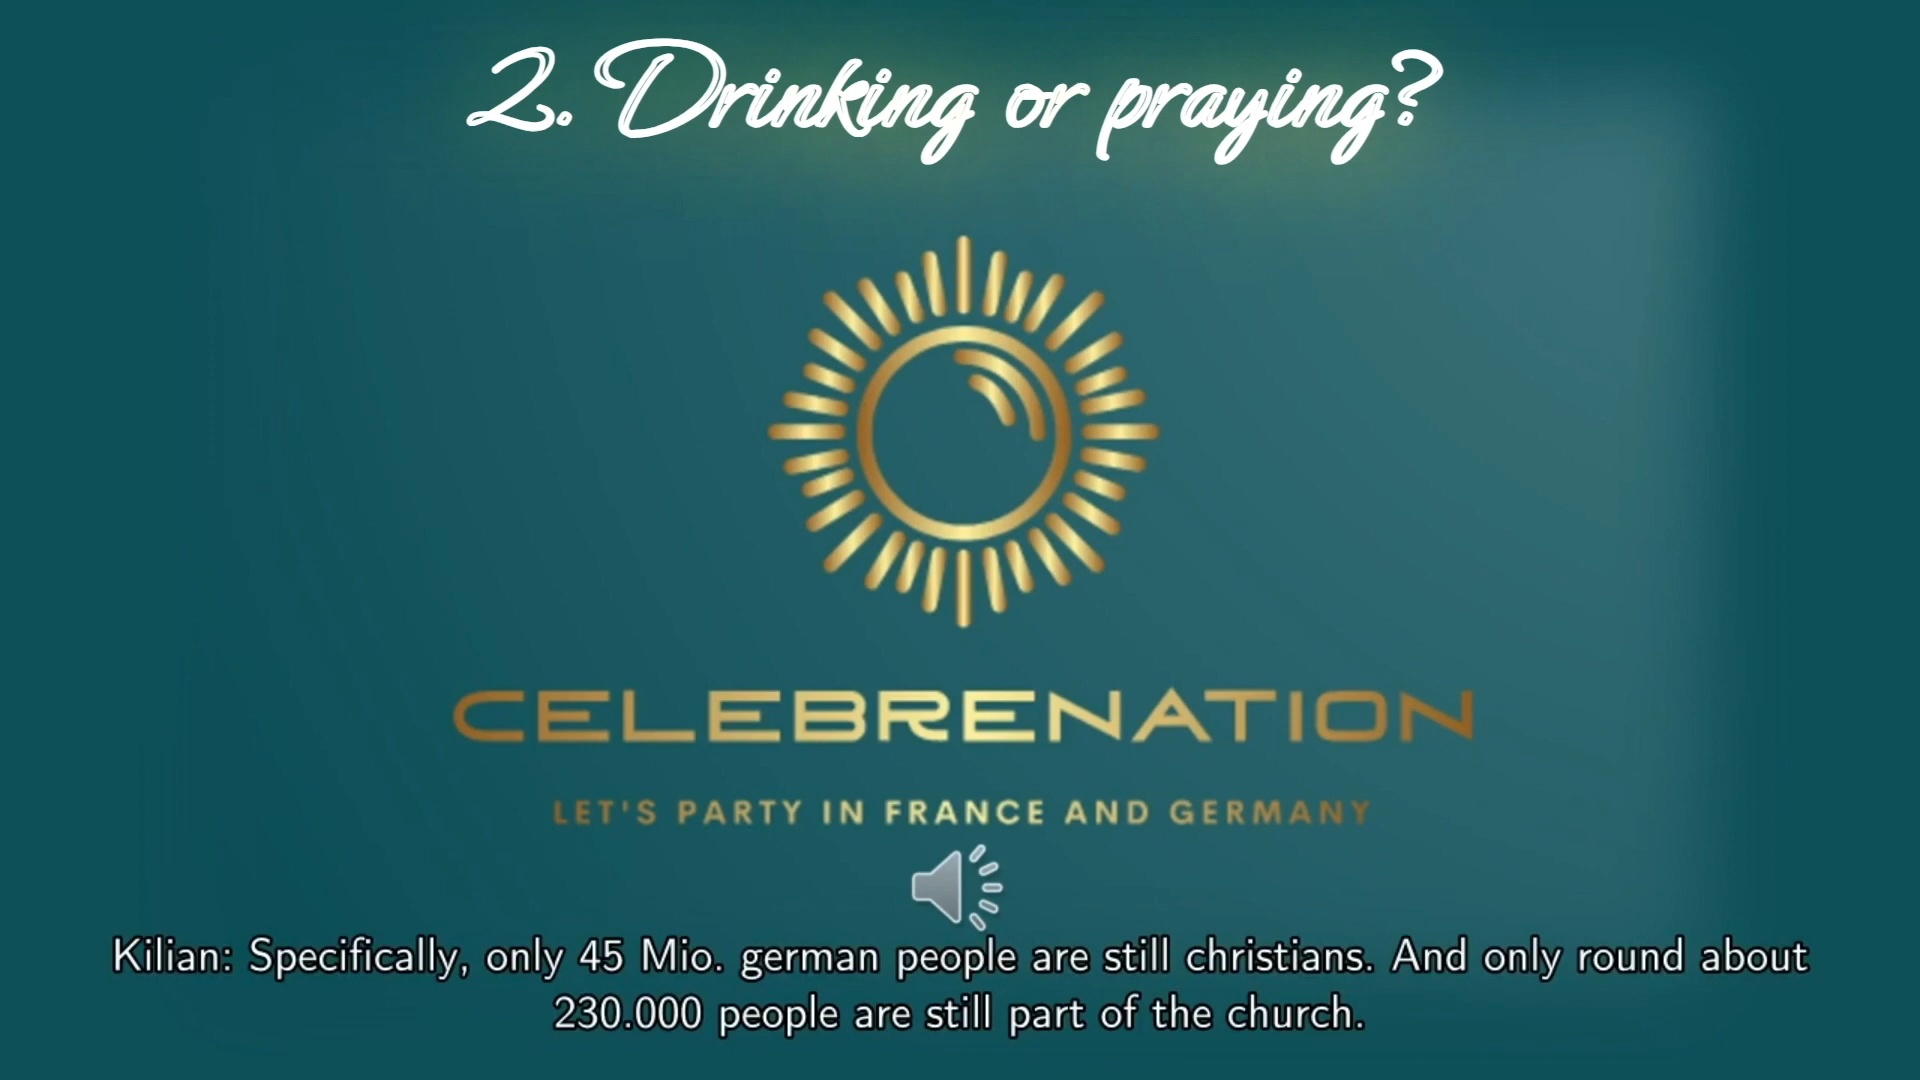 2. Drinking or praying?
CELEBRENATION
LET'S PARTY IN FRANCE AND GERMANY
Kilian: Specifically, only 45 Mio. german people are still christians. And only round about
230.000 people are still part of the church.